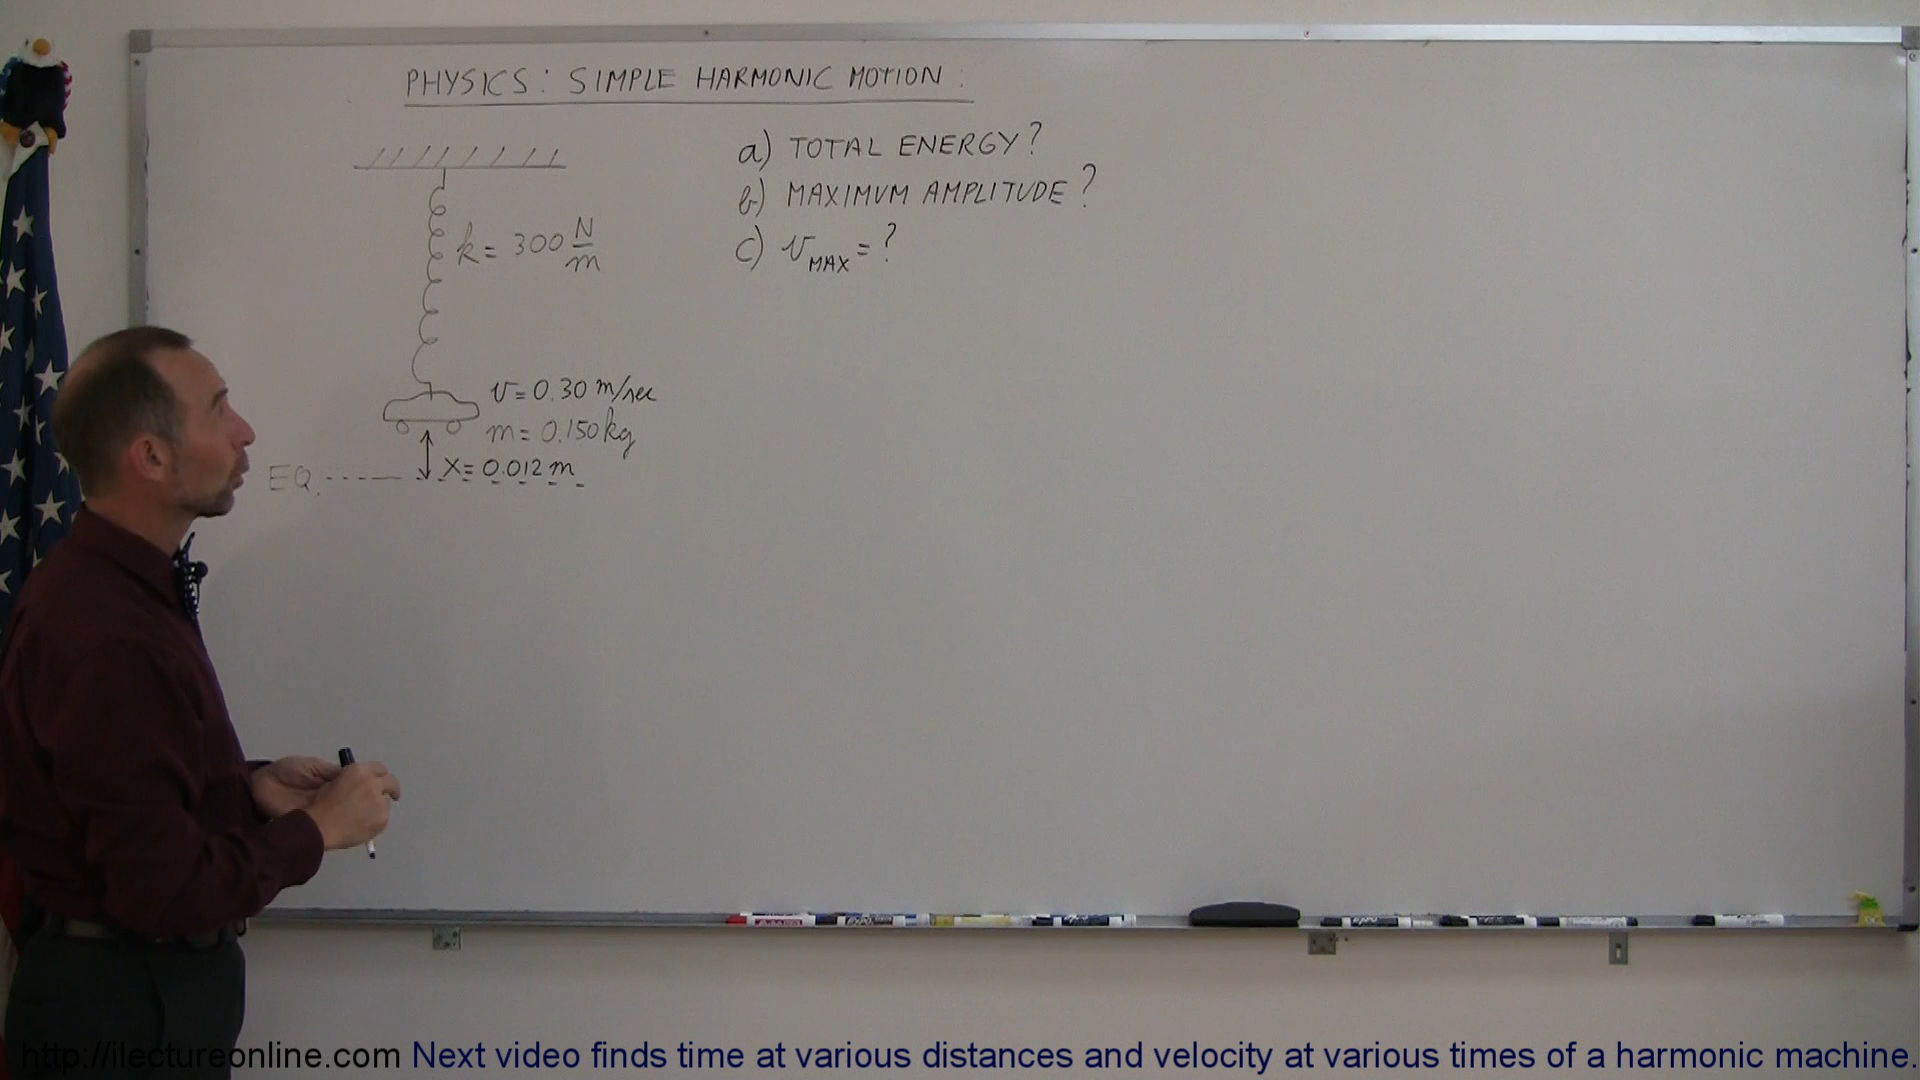 PHYSICS: SIMPLE HARMONIC MOTION:
a) TOTAL ENERGY?
b) MAXIMUM AMPLITUDE?
c) v MAX = ?
k = 300 N/m
v = 0.30 m/sec
m = 0.150 kg
X = 0.012 m
EQ.
http://ilectureonline.com Next video finds time at various distances and velocity at various times of a harmonic machine.